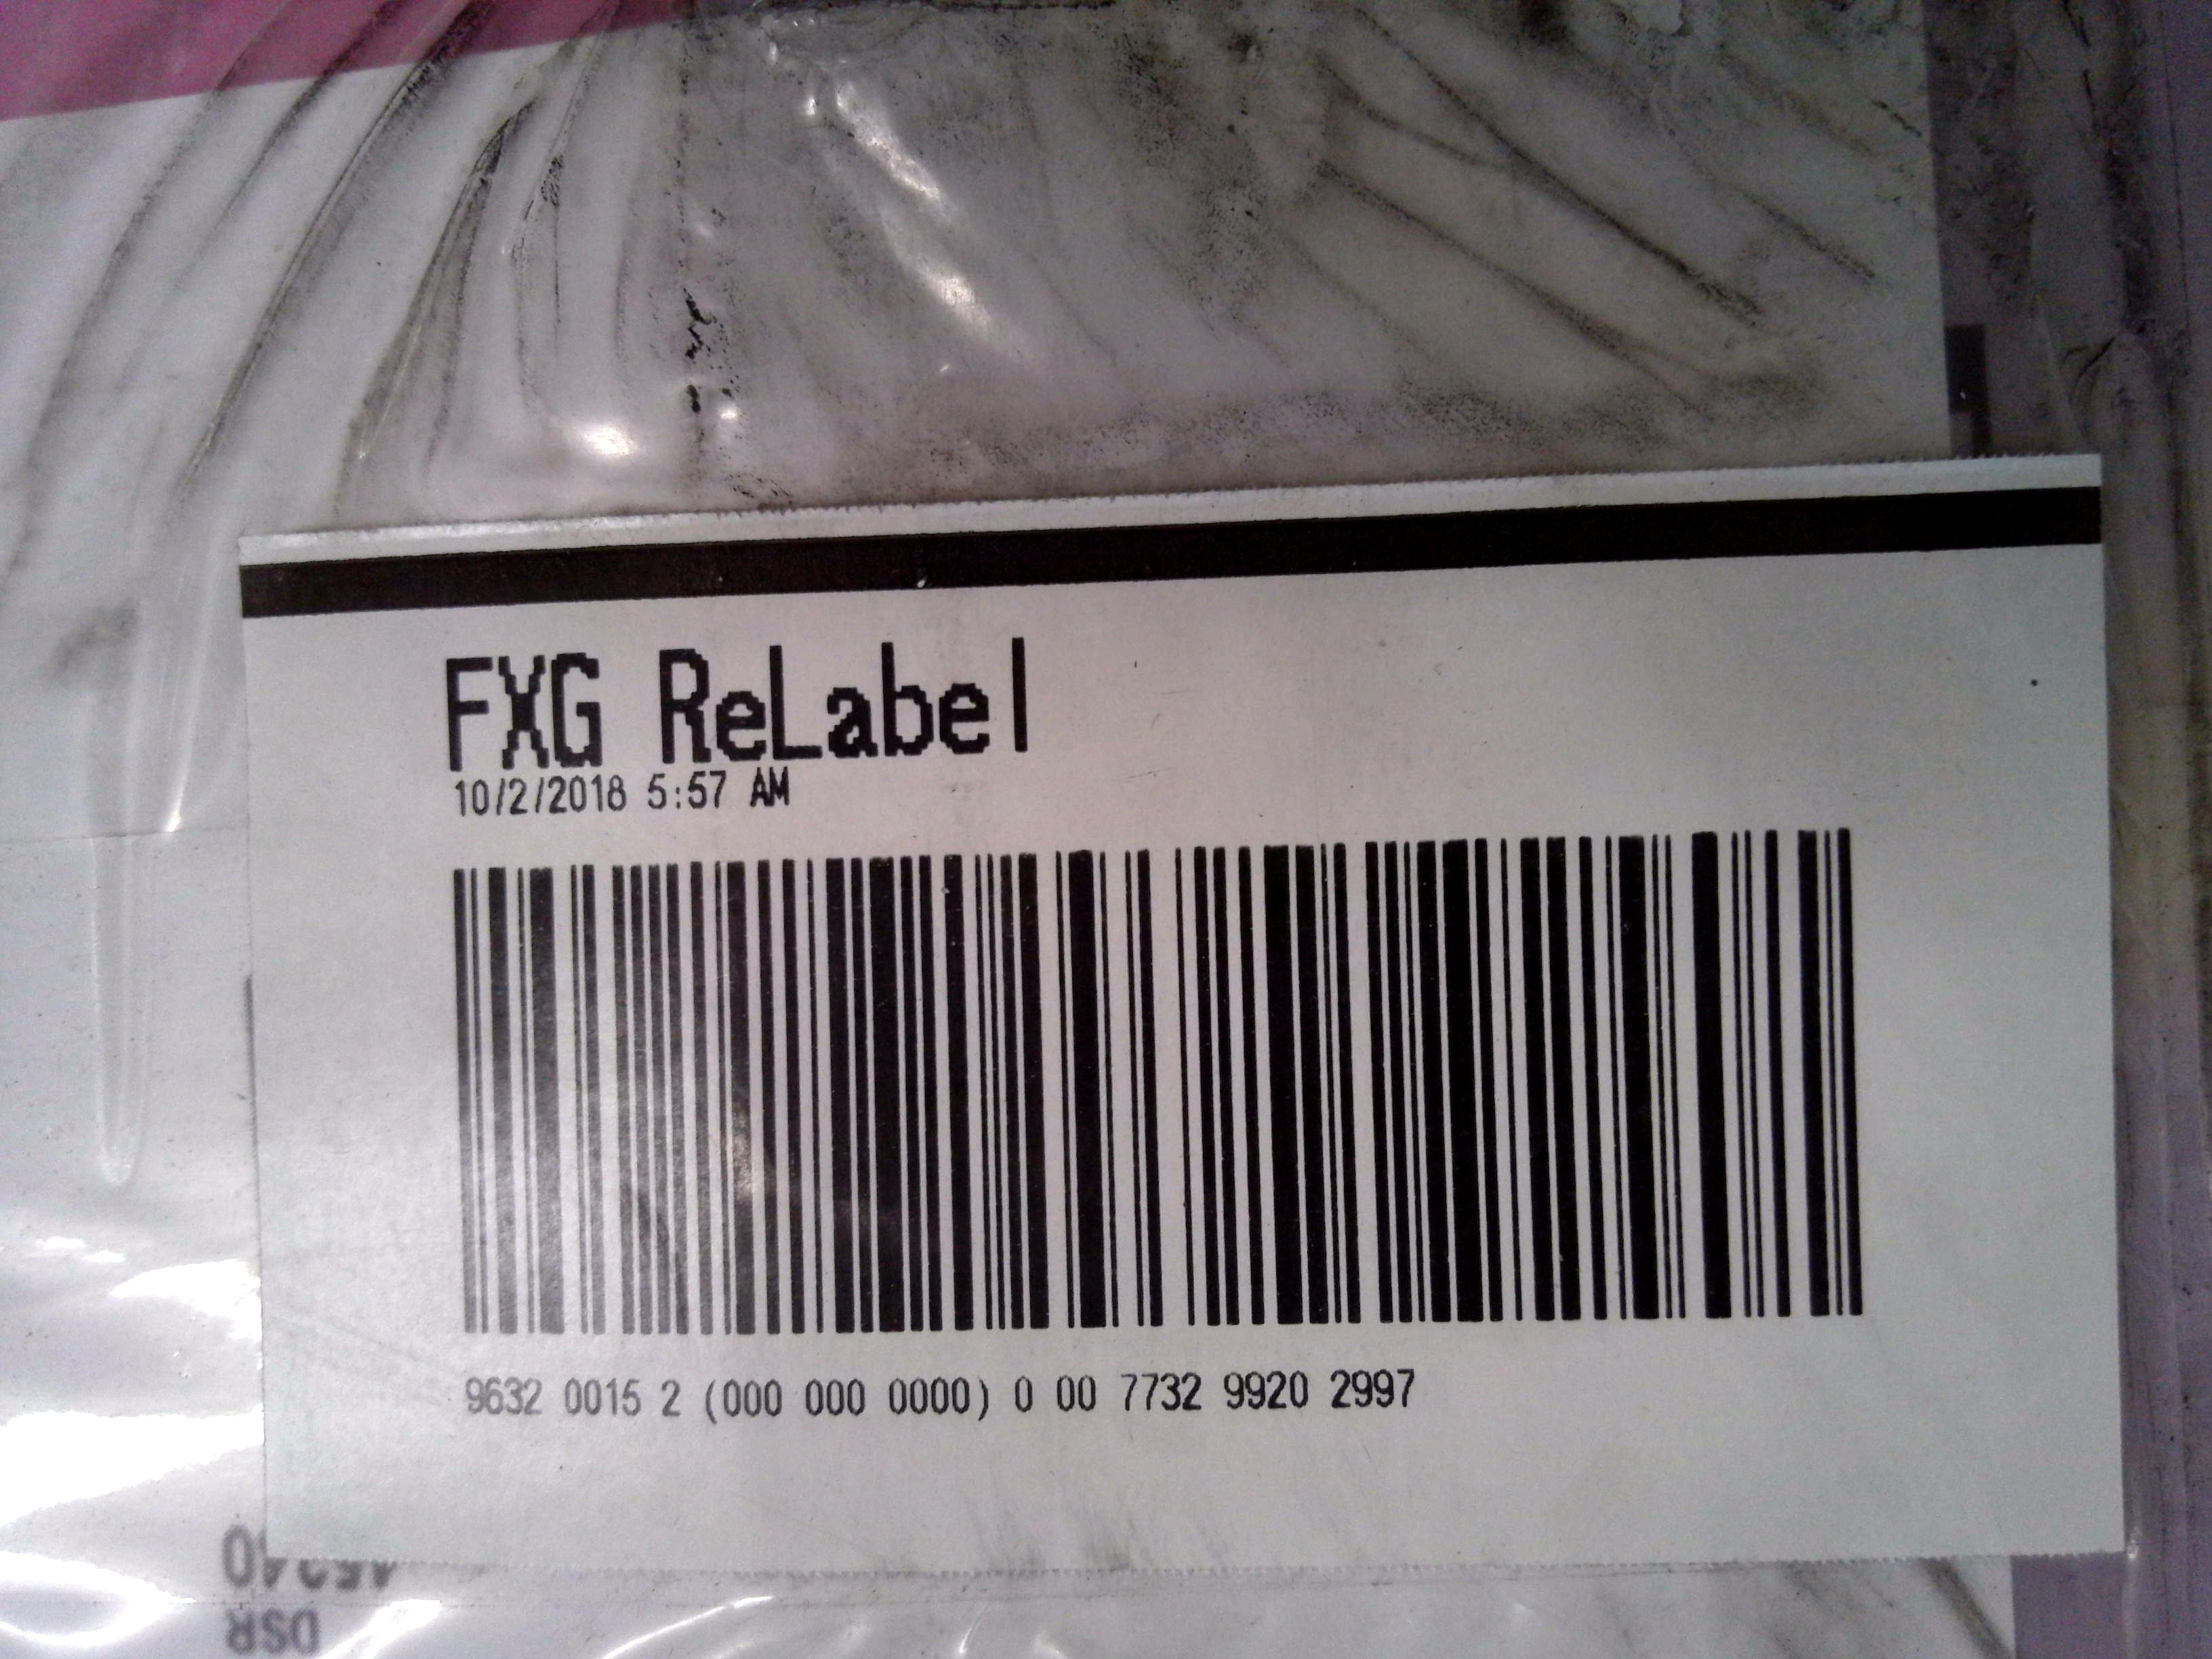 FXG ReLabel
10/2/2018 5:57 AM
9632 0015 2 (000 000 0000) 0 00 7732 9920 2997
DSR